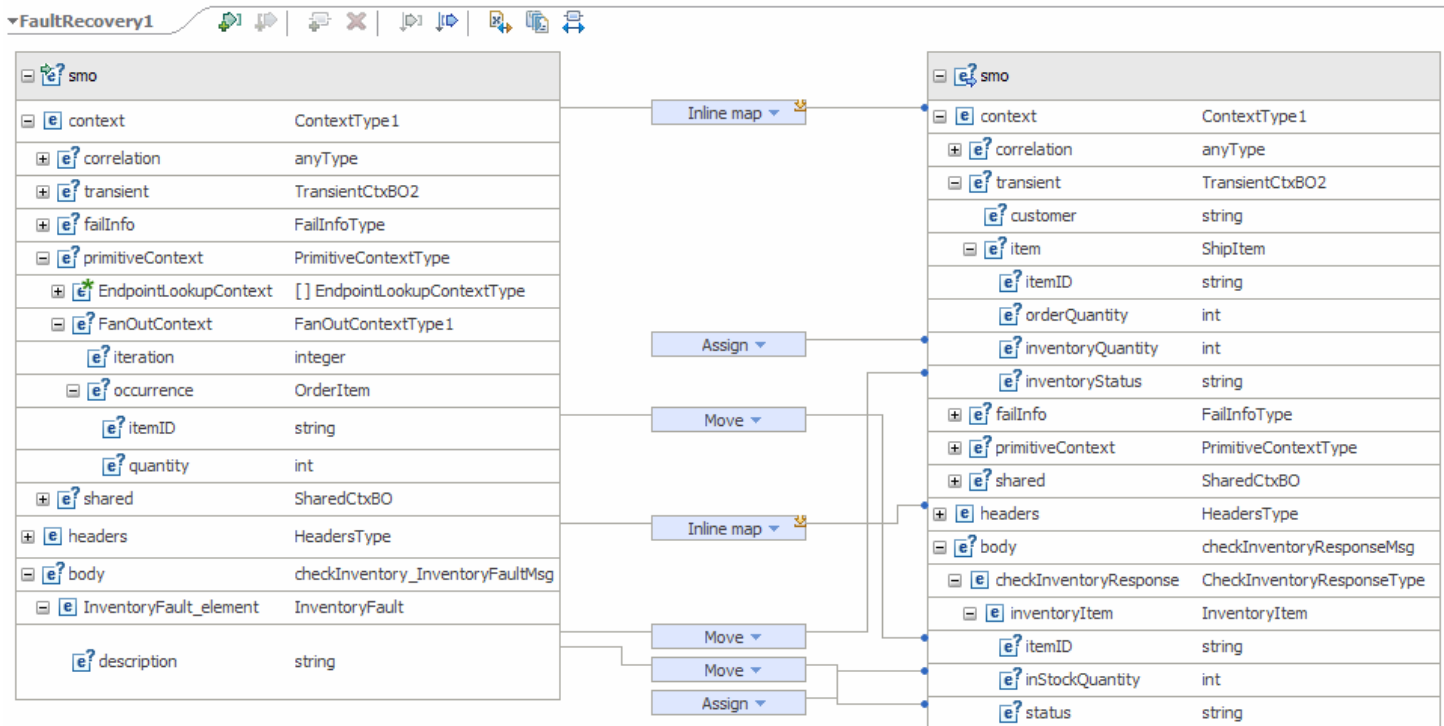 FaultRecovery1
smo
context ContextType1
correlation anyType
transient TransientCtxBO2
failInfo FailInfoType
primitiveContext PrimitiveContextType
EndpointLookupContext [ ] EndpointLookupContextType
FanOutContext FanOutContextType1
iteration integer
occurrence OrderItem
itemID string
quantity int
shared SharedCtxBO
headers HeadersType
body checkInventory_InventoryFaultMsg
InventoryFault_element InventoryFault
description string
Inline map
Assign
Move
Inline map
Move
Move
Assign
smo
context ContextType1
correlation anyType
transient TransientCtxBO2
customer string
item ShipItem
itemID string
orderQuantity int
inventoryQuantity int
inventoryStatus string
failInfo FailInfoType
primitiveContext PrimitiveContextType
shared SharedCtxBO
headers HeadersType
body checkInventoryResponseMsg
checkInventoryResponse CheckInventoryResponseType
inventoryItem InventoryItem
itemID string
inStockQuantity int
status string